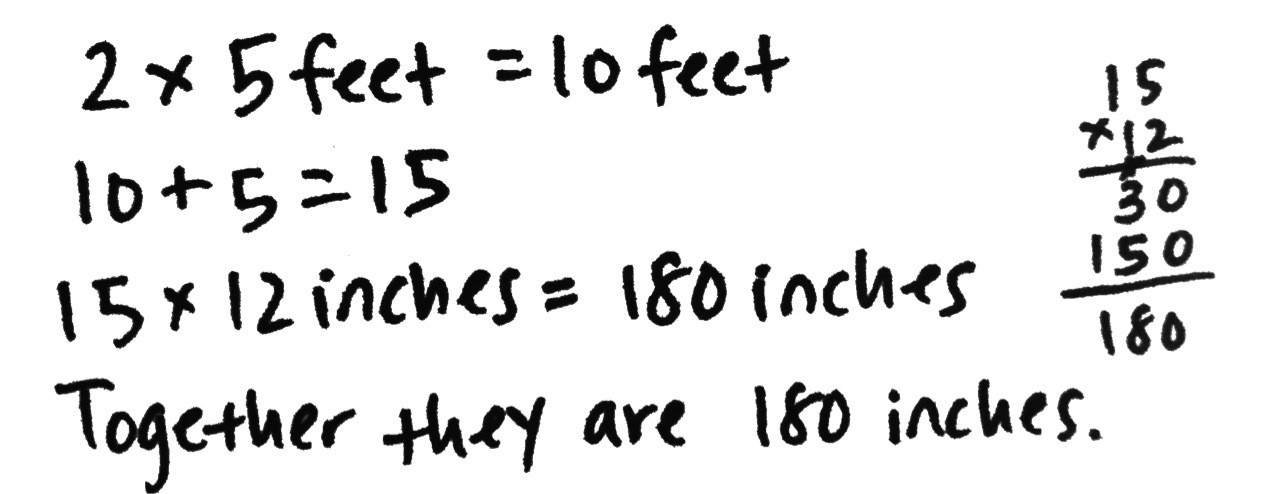 2 × 5 feet = 10 feet
10 + 5 = 15
15 × 12 inches = 180 inches
Together they are 180 inches.
15
×12
30
150
180